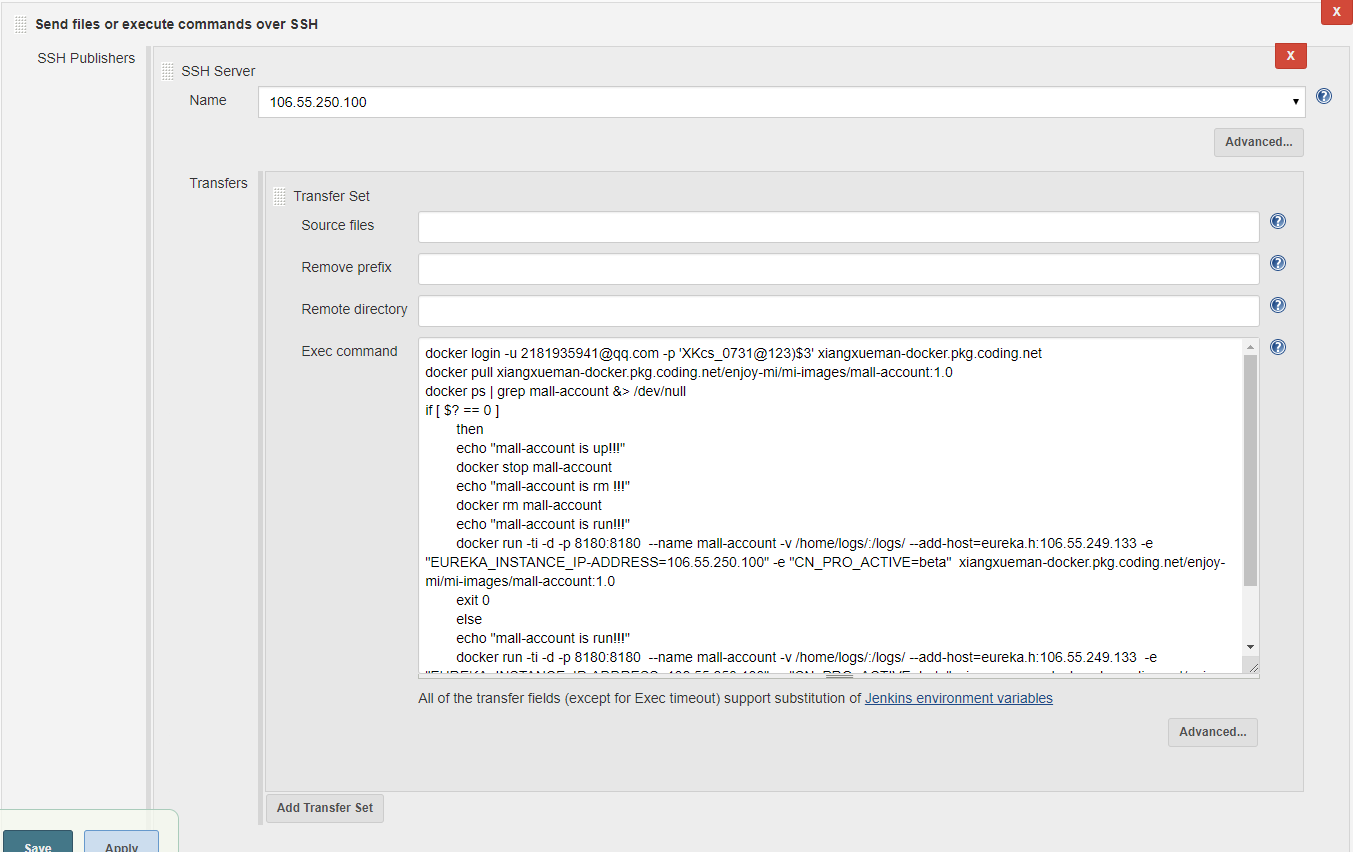 X
Send files or execute commands over SSH
SSH Publishers
X
SSH Server
Name
106.55.250.100
Advanced...
Transfers
Transfer Set
Source files
Remove prefix
Remote directory
Exec command
docker login -u 2181935941@qq.com -p 'XKcs_0731@123)$3' xiangxueman-docker.pkg.coding.net
docker pull xiangxueman-docker.pkg.coding.net/enjoy-mi/mi-images/mall-account:1.0
docker ps | grep mall-account &> /dev/null
if [ $? == 0 ]
then
echo "mall-account is up!!!"
docker stop mall-account
echo "mall-account is rm !!!"
docker rm mall-account
echo "mall-account is run!!!"
docker run -ti -d -p 8180:8180  --name mall-account -v /home/logs/:/logs/ --add-host=eureka.h:106.55.249.133 -e
"EUREKA_INSTANCE_IP-ADDRESS=106.55.250.100" -e "CN_PRO_ACTIVE=beta"  xiangxueman-docker.pkg.coding.net/enjoy-
mi/mi-images/mall-account:1.0
exit 0
else
echo "mall-account is run!!!"
docker run -ti -d -p 8180:8180  --name mall-account -v /home/logs/:/logs/ --add-host=eureka.h:106.55.249.133  -e
All of the transfer fields (except for Exec timeout) support substitution of Jenkins environment variables
Advanced...
Add Transfer Set
Save
Apply